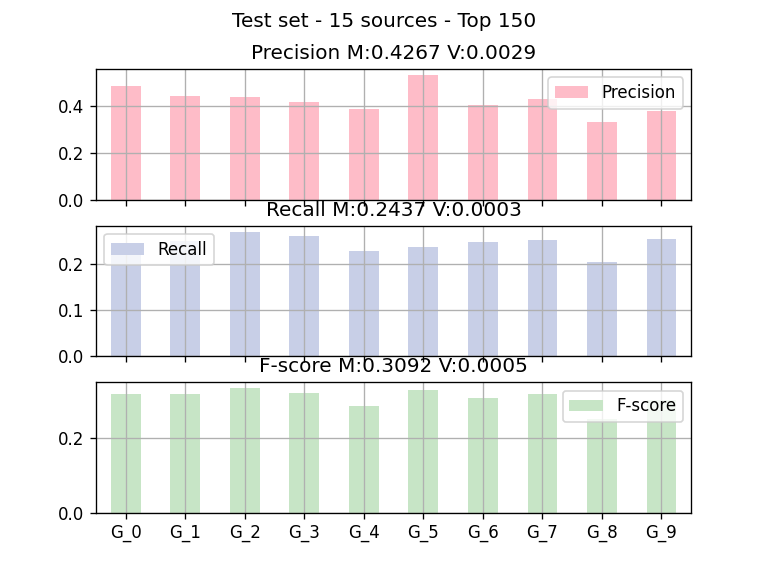 Test set - 15 sources - Top 150
Precision M:0.4267 V:0.0029
Precision
0.4
0.2
0.0
Recall M:0.2437 V:0.0003
Recall
0.2
0.1
0.0
F-score M:0.3092 V:0.0005
F-score
0.2
0.0
G_0 G_1 G_2 G_3 G_4 G_5 G_6 G_7 G_8 G_9